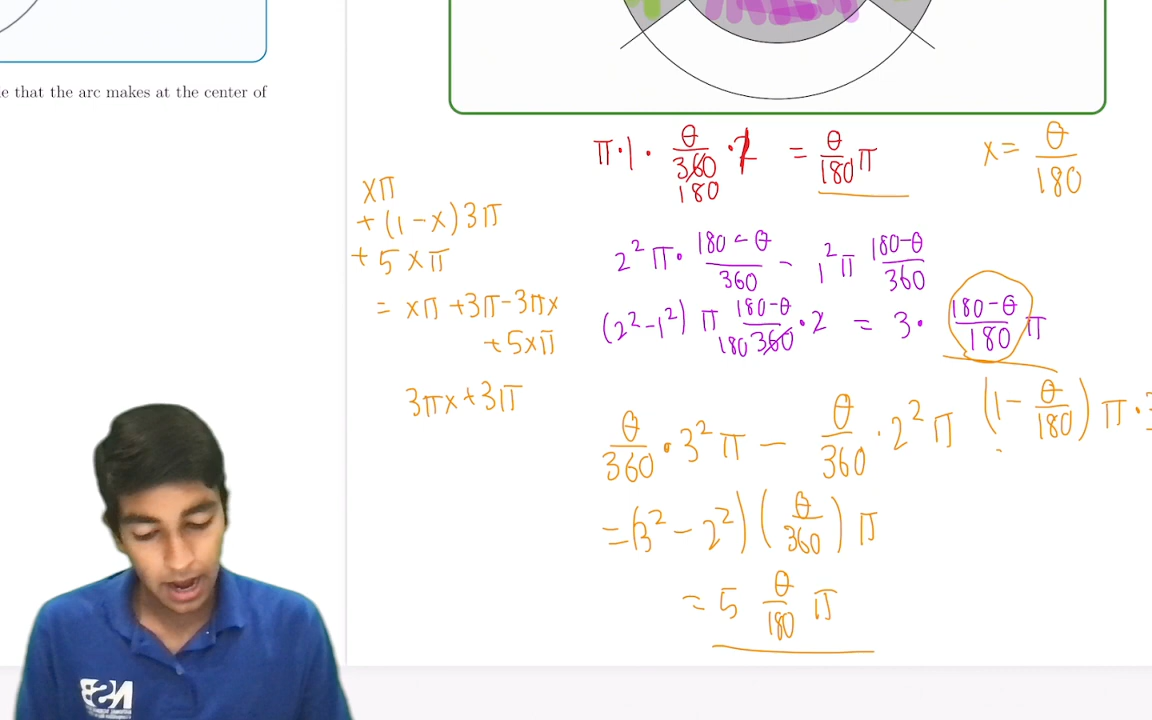 e that the arc makes at the center of
π·1· θ/360 180 ·2 = θ/180 π
x = θ/180
xπ
+ (1-x)3π
+ 5xπ
= xπ + 3π - 3πx
+ 5xπ
3πx + 3π
2² π · 180-θ/360 - 1² π 180-θ/360
(2²-1²) π 180-θ/360 180 ·2 = 3· 180-θ/180 π
(1 - θ/180) π·3
θ/360 · 3² π - θ/360 · 2² π
= (3² - 2²) (θ/360) π
= 5 θ/180 π